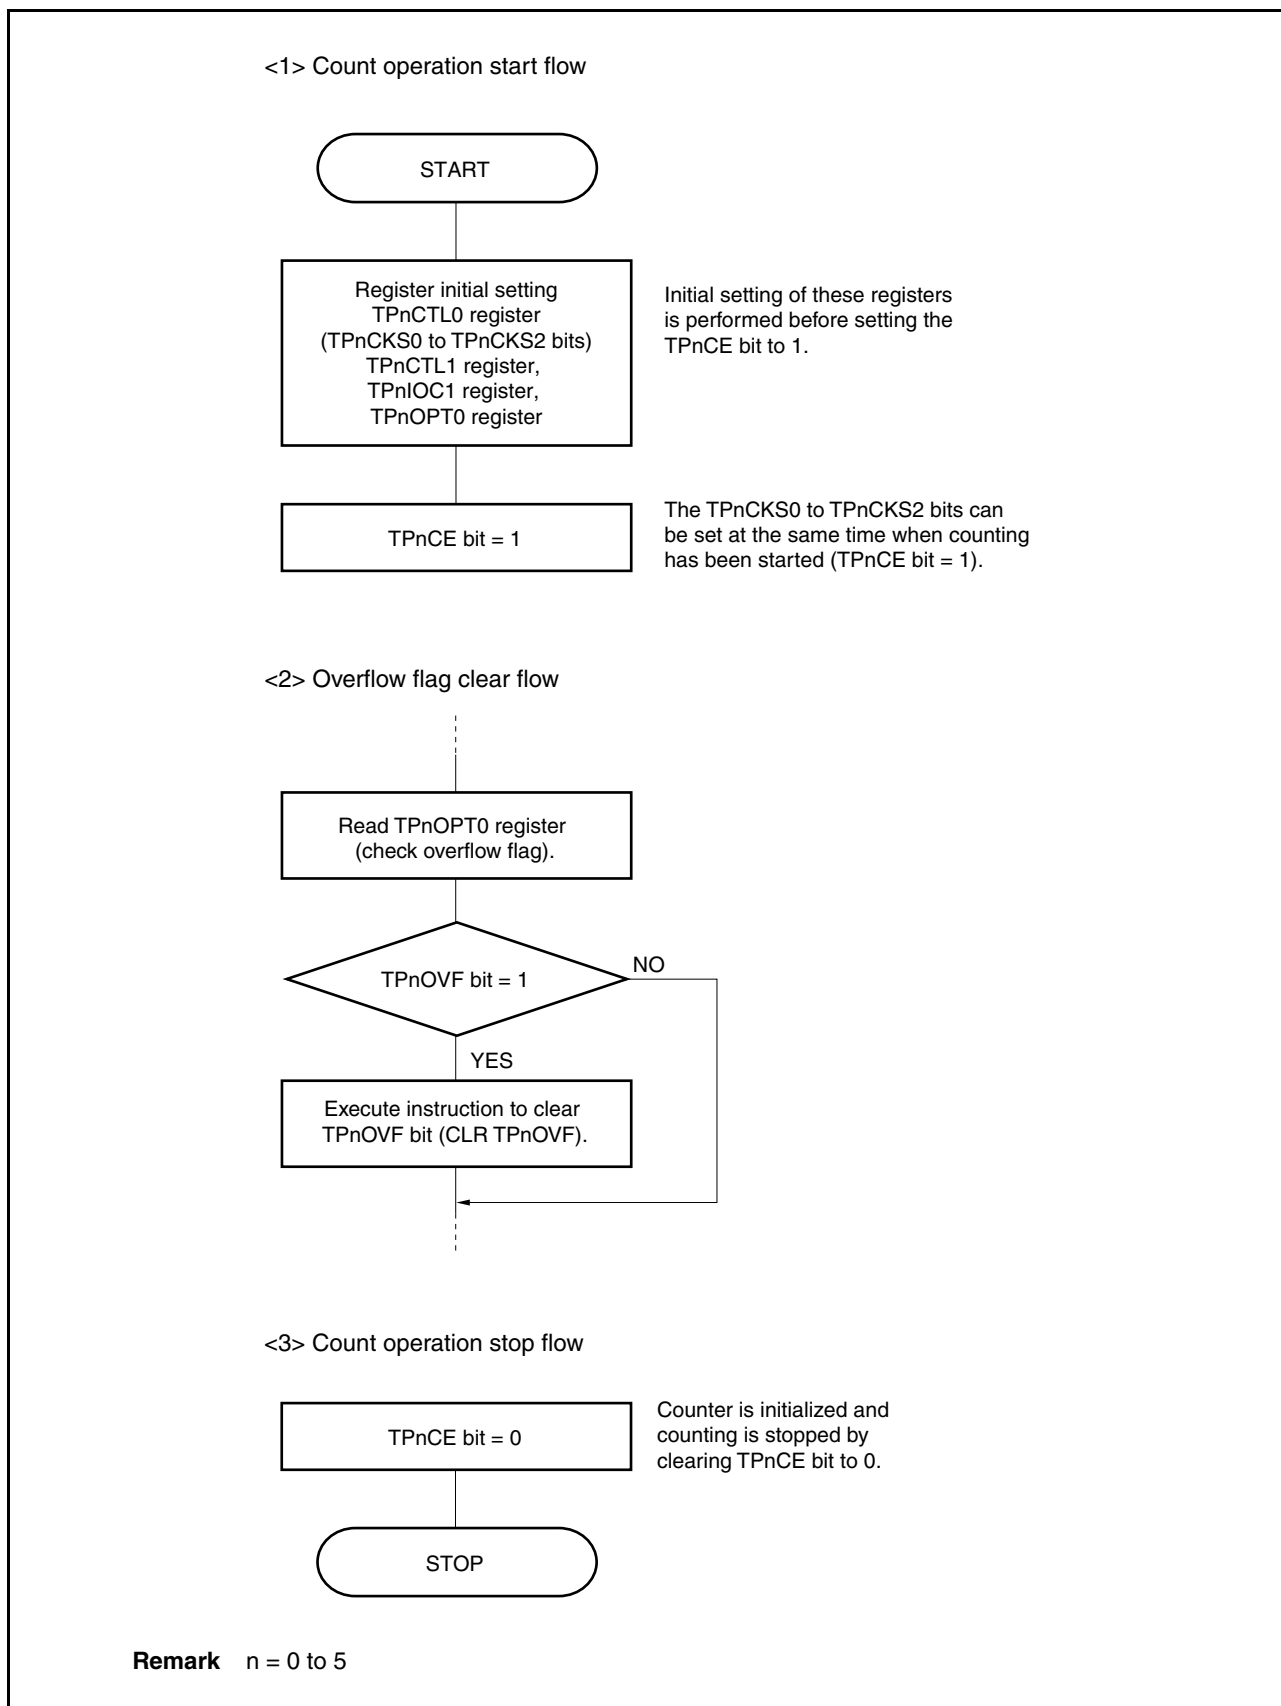 <1> Count operation start flow
START
Register initial setting
TPnCTL0 register
(TPnCKS0 to TPnCKS2 bits)
TPnCTL1 register,
TPnIOC1 register,
TPnOPT0 register
Initial setting of these registers
is performed before setting the
TPnCE bit to 1.
TPnCE bit = 1
The TPnCKS0 to TPnCKS2 bits can
be set at the same time when counting
has been started (TPnCE bit = 1).
<2> Overflow flag clear flow
Read TPnOPT0 register
(check overflow flag).
TPnOVF bit = 1
NO
YES
Execute instruction to clear
TPnOVF bit (CLR TPnOVF).
<3> Count operation stop flow
TPnCE bit = 0
Counter is initialized and
counting is stopped by
clearing TPnCE bit to 0.
STOP
Remark n = 0 to 5